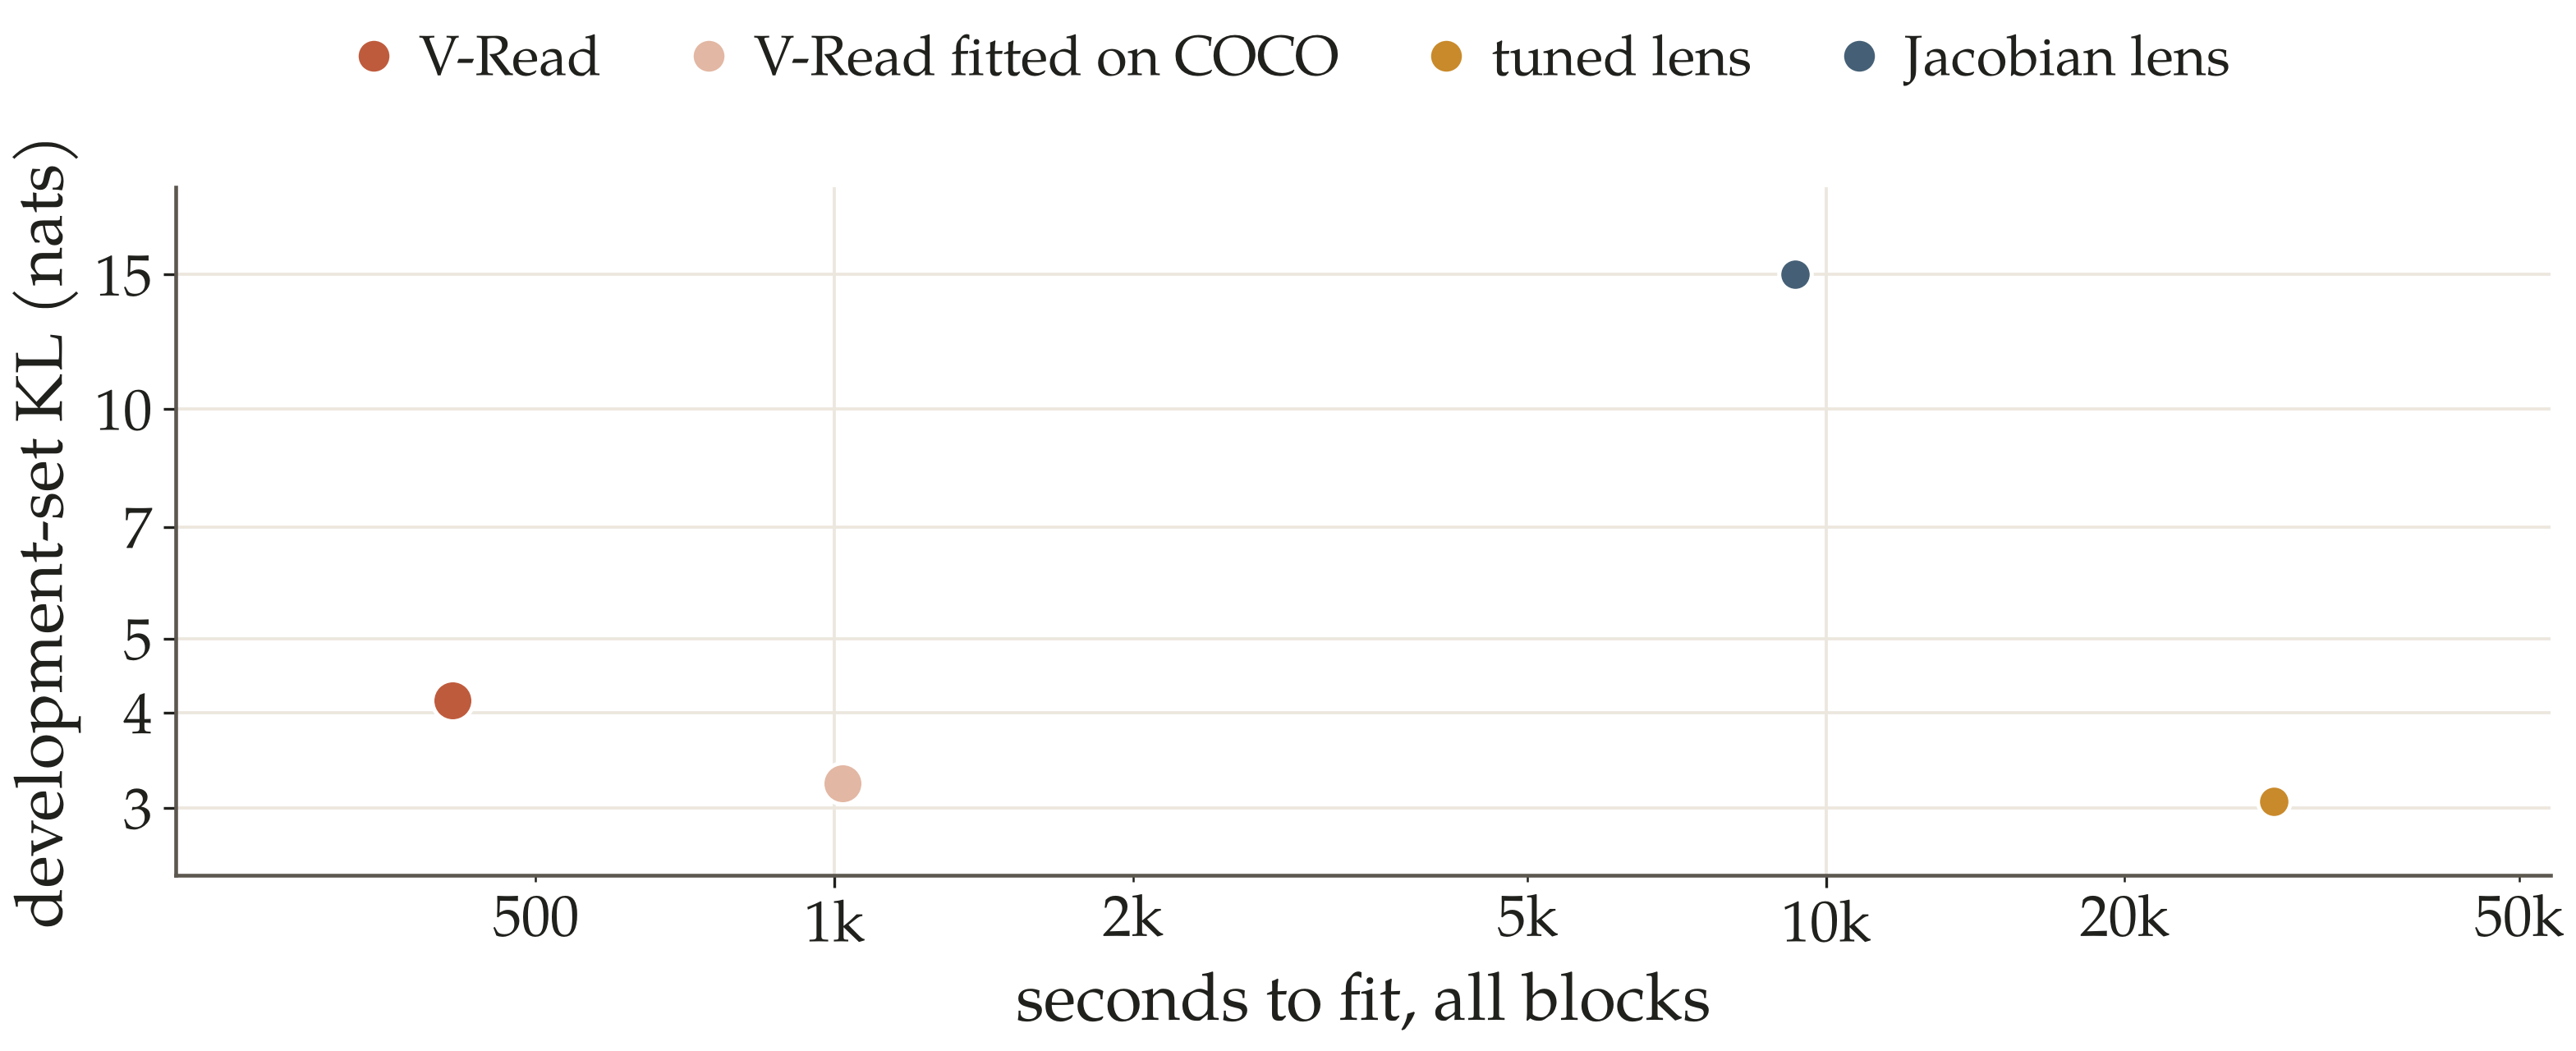 V-Read
V-Read fitted on COCO
tuned lens
Jacobian lens
development-set KL (nats)
15
10
7
5
4
3
500
1k
2k
5k
10k
20k
50k
seconds to fit, all blocks